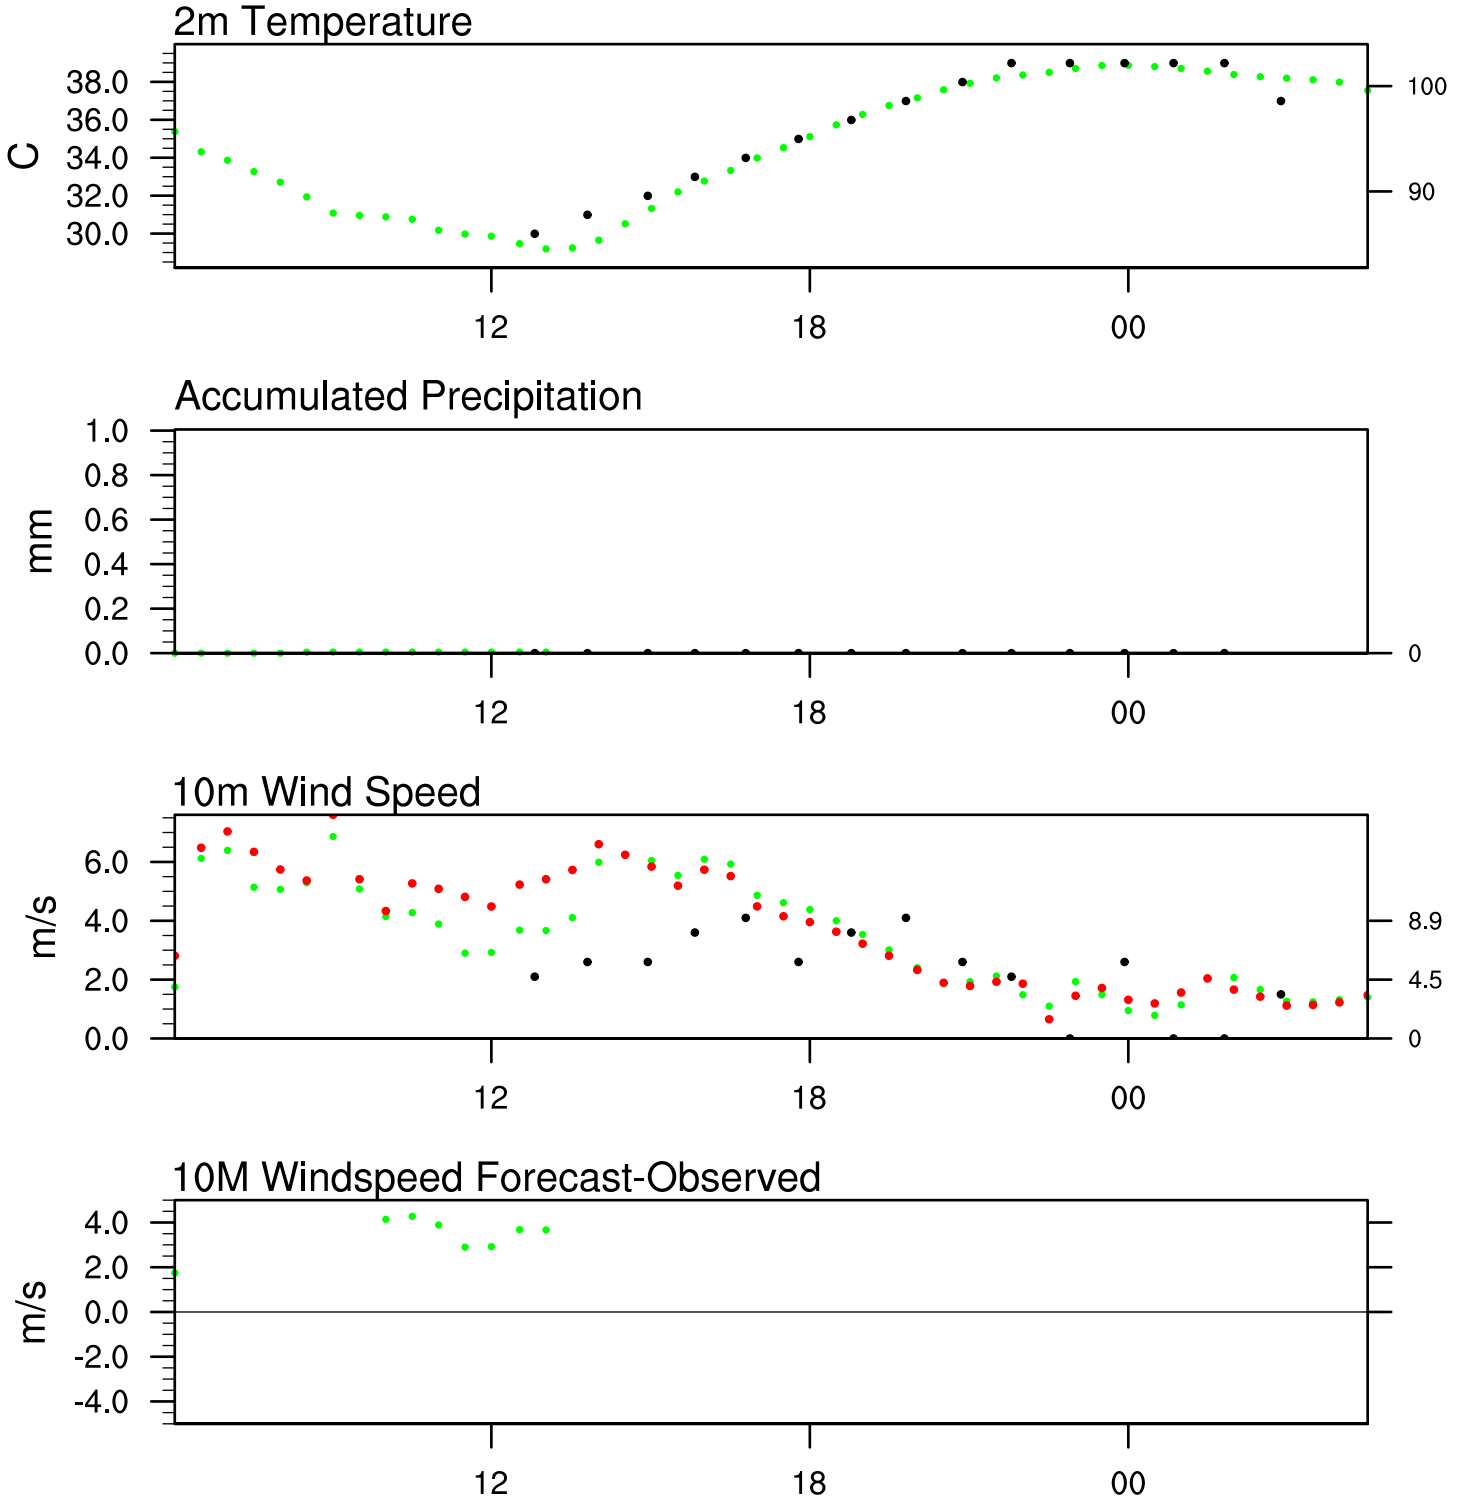 2m Temperature
38.0
36.0
34.0
32.0
30.0
C
100
90
12 18 00
Accumulated Precipitation
1.0
0.8
0.6
0.4
0.2
0.0
mm
0
12 18 00
10m Wind Speed
6.0
4.0
2.0
0.0
m/s
8.9
4.5
0
12 18 00
10M Windspeed Forecast-Observed
4.0
2.0
0.0
-2.0
-4.0
m/s
12 18 00